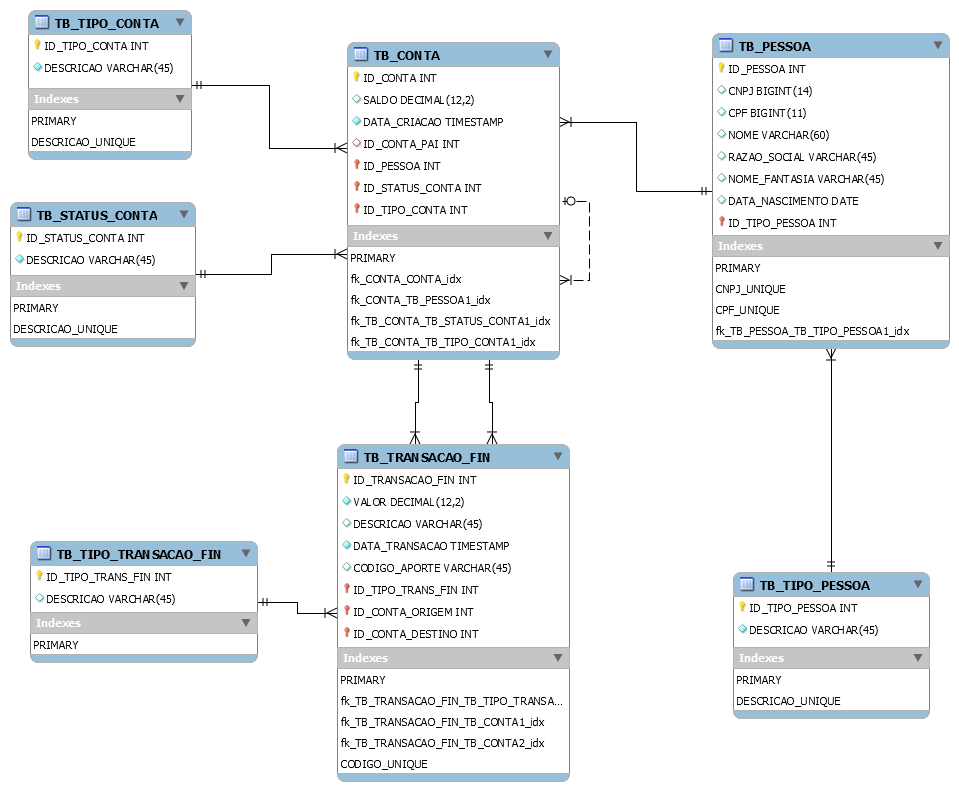 TB_TIPO_CONTA
ID_TIPO_CONTA INT
DESCRICAO VARCHAR(45)
Indexes
PRIMARY
DESCRICAO_UNIQUE
TB_STATUS_CONTA
ID_STATUS_CONTA INT
DESCRICAO VARCHAR(45)
Indexes
PRIMARY
DESCRICAO_UNIQUE
TB_CONTA
ID_CONTA INT
SALDO DECIMAL(12,2)
DATA_CRIACAO TIMESTAMP
ID_CONTA_PAI INT
ID_PESSOA INT
ID_STATUS_CONTA INT
ID_TIPO_CONTA INT
Indexes
PRIMARY
fk_CONTA_CONTA_idx
fk_CONTA_TB_PESSOA1_idx
fk_TB_CONTA_TB_STATUS_CONTA1_idx
fk_TB_CONTA_TB_TIPO_CONTA1_idx
TB_PESSOA
ID_PESSOA INT
CNPJ BIGINT(14)
CPF BIGINT(11)
NOME VARCHAR(60)
RAZAO_SOCIAL VARCHAR(45)
NOME_FANTASIA VARCHAR(45)
DATA_NASCIMENTO DATE
ID_TIPO_PESSOA INT
Indexes
PRIMARY
CNPJ_UNIQUE
CPF_UNIQUE
fk_TB_PESSOA_TB_TIPO_PESSOA1_idx
TB_TIPO_TRANSACAO_FIN
ID_TIPO_TRANS_FIN INT
DESCRICAO VARCHAR(45)
Indexes
PRIMARY
TB_TRANSACAO_FIN
ID_TRANSACAO_FIN INT
VALOR DECIMAL(12,2)
DESCRICAO VARCHAR(45)
DATA_TRANSACAO TIMESTAMP
CODIGO_APORTE VARCHAR(45)
ID_TIPO_TRANS_FIN INT
ID_CONTA_ORIGEM INT
ID_CONTA_DESTINO INT
Indexes
PRIMARY
fk_TB_TRANSACAO_FIN_TB_TIPO_TRANSA...
fk_TB_TRANSACAO_FIN_TB_CONTA1_idx
fk_TB_TRANSACAO_FIN_TB_CONTA2_idx
CODIGO_UNIQUE
TB_TIPO_PESSOA
ID_TIPO_PESSOA INT
DESCRICAO VARCHAR(45)
Indexes
PRIMARY
DESCRICAO_UNIQUE